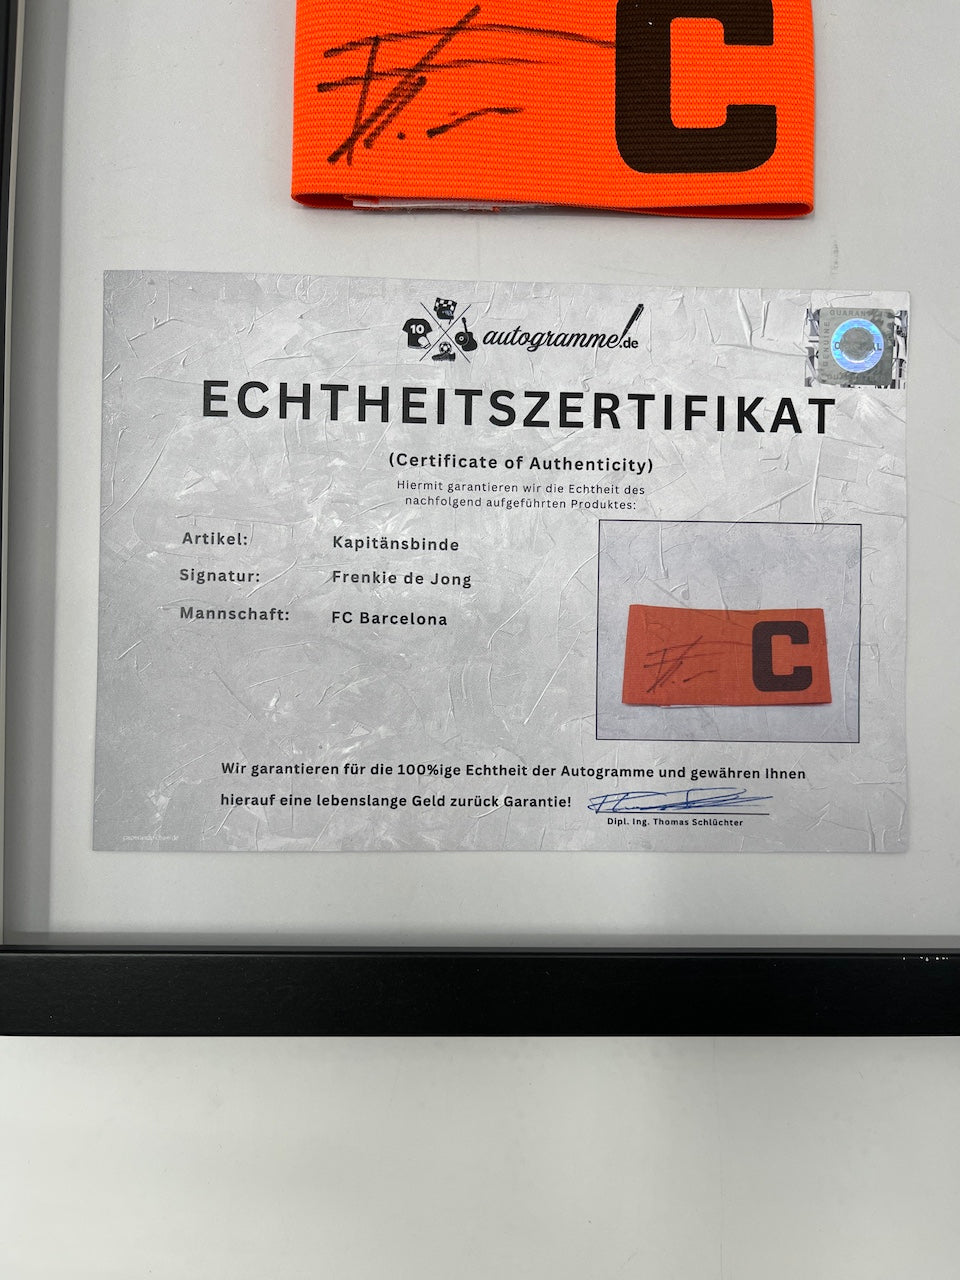 C
10
autogramme.de
GUARAN
ECHTHEITSZERTIFIKAT
(Certificate of Authenticity)
Hiermit garantieren wir die Echtheit des
nachfolgend aufgeführten Produktes:
Artikel: Kapitänsbinde
Signatur: Frenkie de Jong
Mannschaft: FC Barcelona
C
Wir garantieren für die 100%ige Echtheit der Autogramme und gewähren Ihnen
hierauf eine lebenslange Geld zurück Garantie!
Dipl. Ing. Thomas Schlüchter